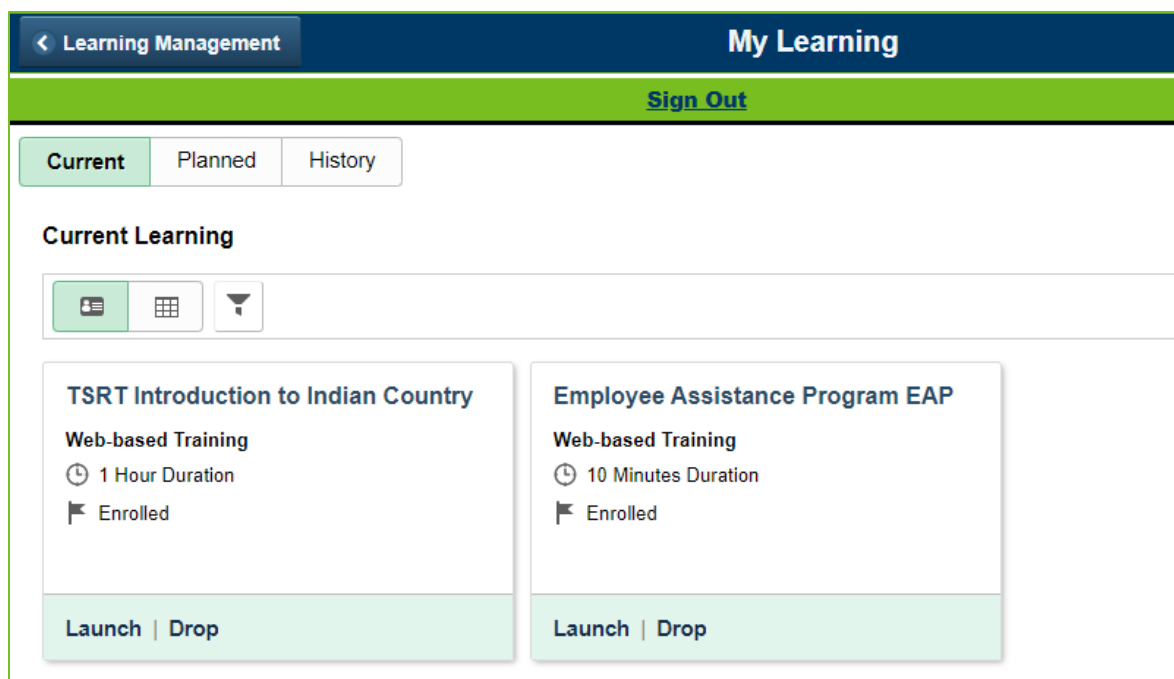 Learning Management
My Learning
Sign Out
Current
Planned
History
Current Learning
TSRT Introduction to Indian Country
Web-based Training
1 Hour Duration
Enrolled
Launch | Drop
Employee Assistance Program EAP
Web-based Training
10 Minutes Duration
Enrolled
Launch | Drop